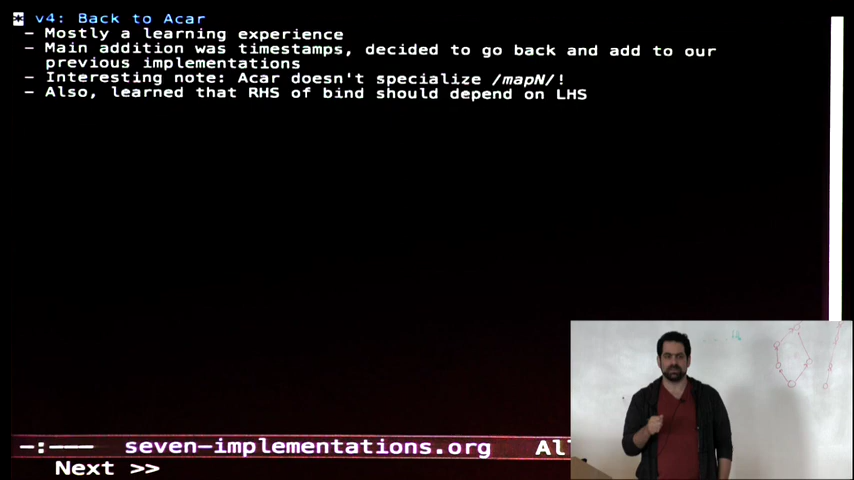 * v4: Back to Acar
- Mostly a learning experience
- Main addition was timestamps, decided to go back and add to our
previous implementations
- Interesting note: Acar doesn't specialize /mapN/!
- Also, learned that RHS of bind should depend on LHS
-:--- seven-implementations.org Al
Next >>